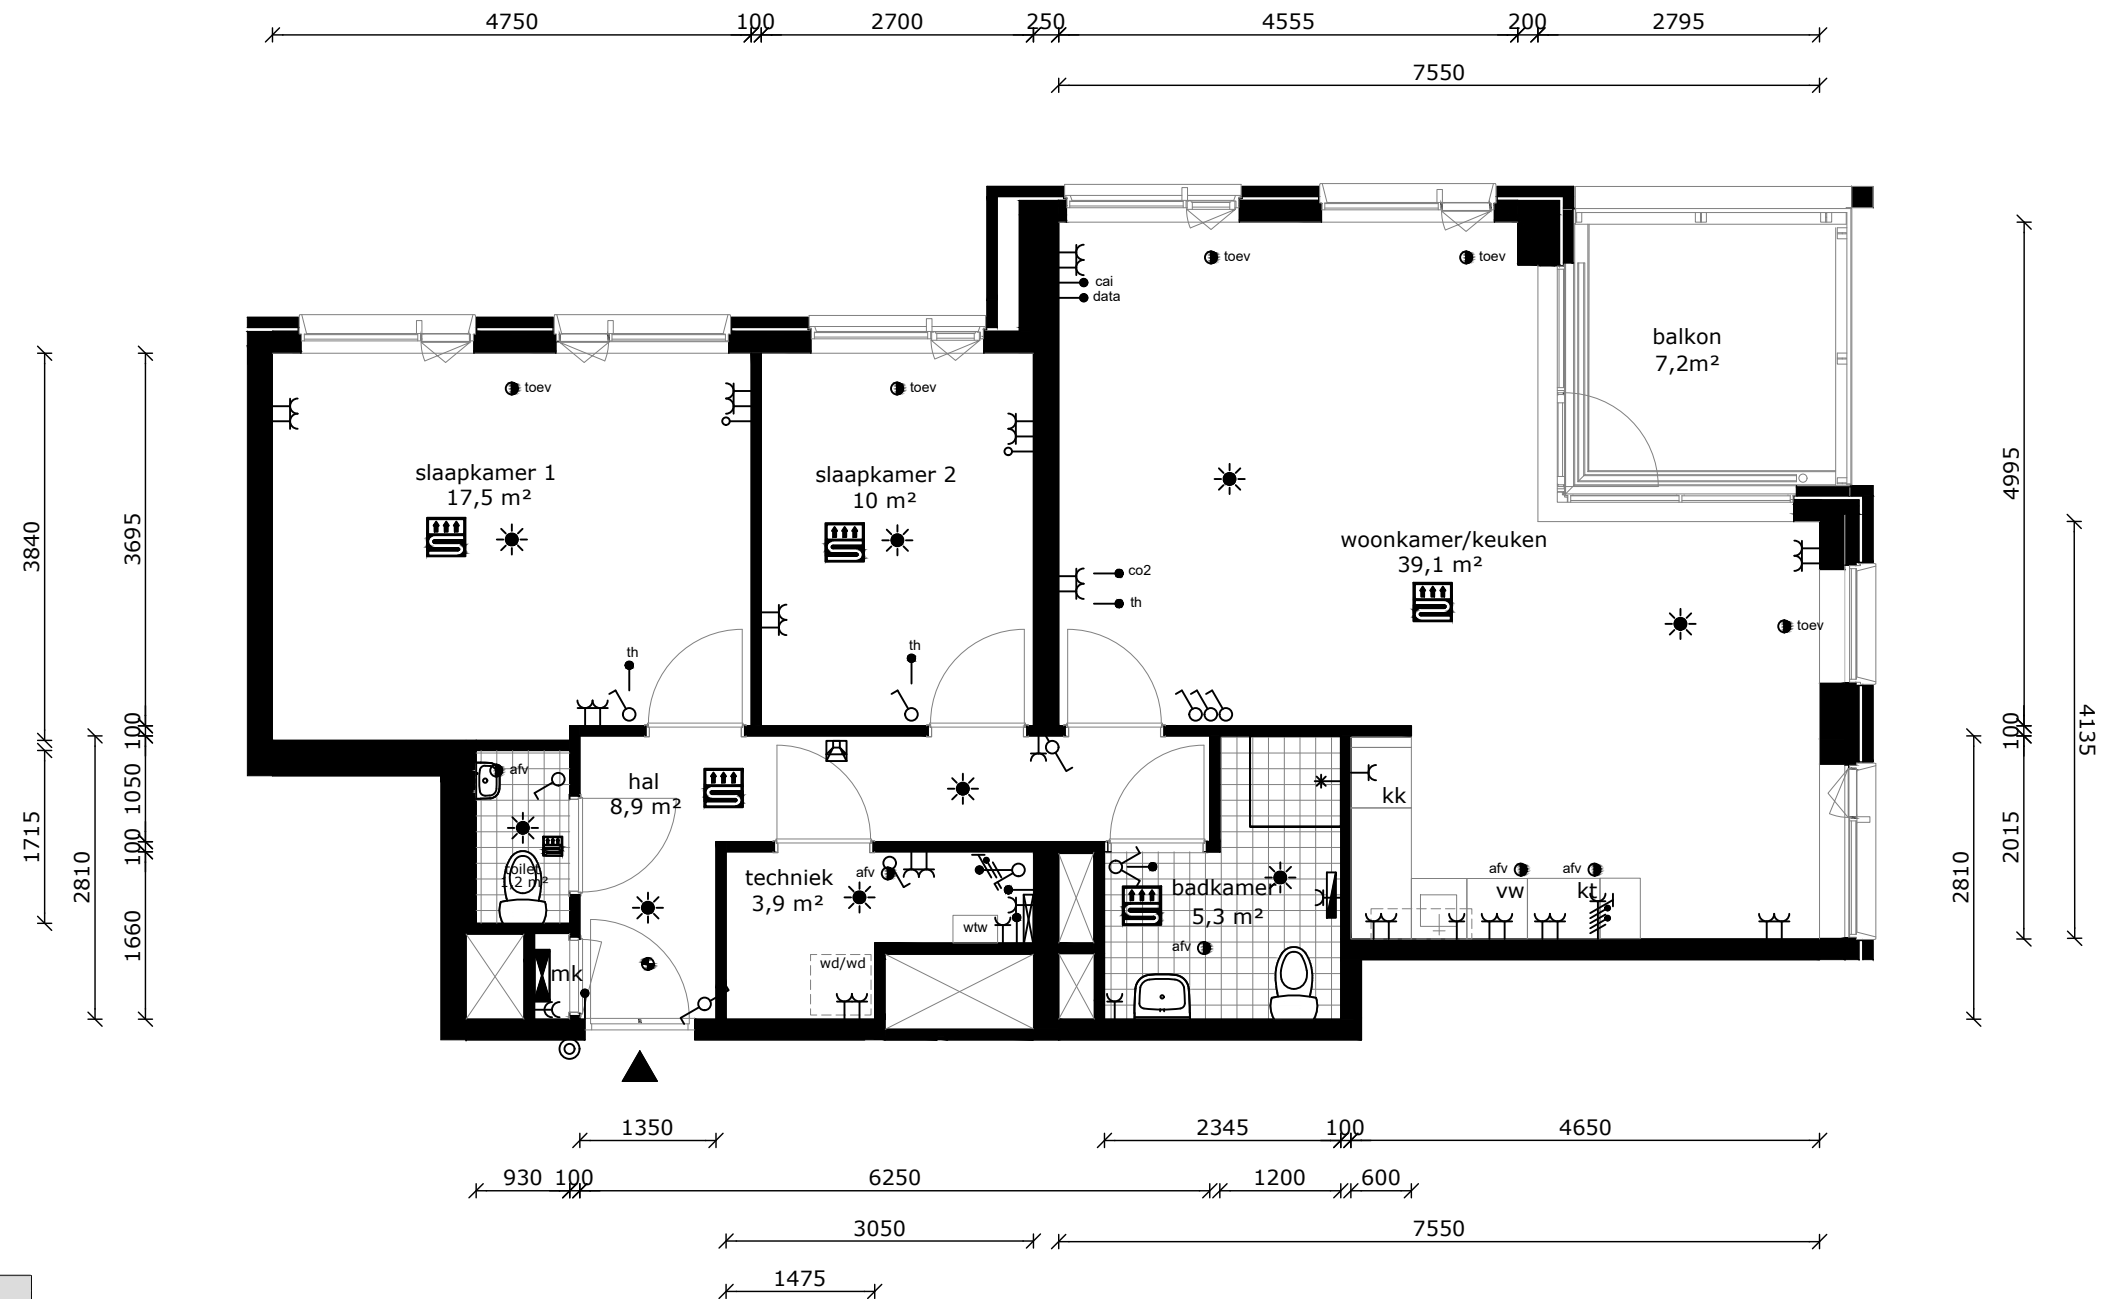 4750 100 2700 250 4555 200 2795
7550
toev
toev
cai
data
balkon
7,2m²
toev
toev
slaapkamer 1
17,5 m²
slaapkamer 2
10 m²
woonkamer/keuken
39,1 m²
co2
th
toev
th
th
3840
3695
100
1050
100
1660
1715
2810
4995
100
2015
4135
2810
afv
hal
8,9 m²
kk
toilet
1,2 m²
techniek
3,9 m²
afv
badkamer
5,3 m²
afv
afv
vw
kt
wtw
afv
wd/wd
mk
1350
2345 100 4650
930 100 6250 1200 600
3050
7550
1475